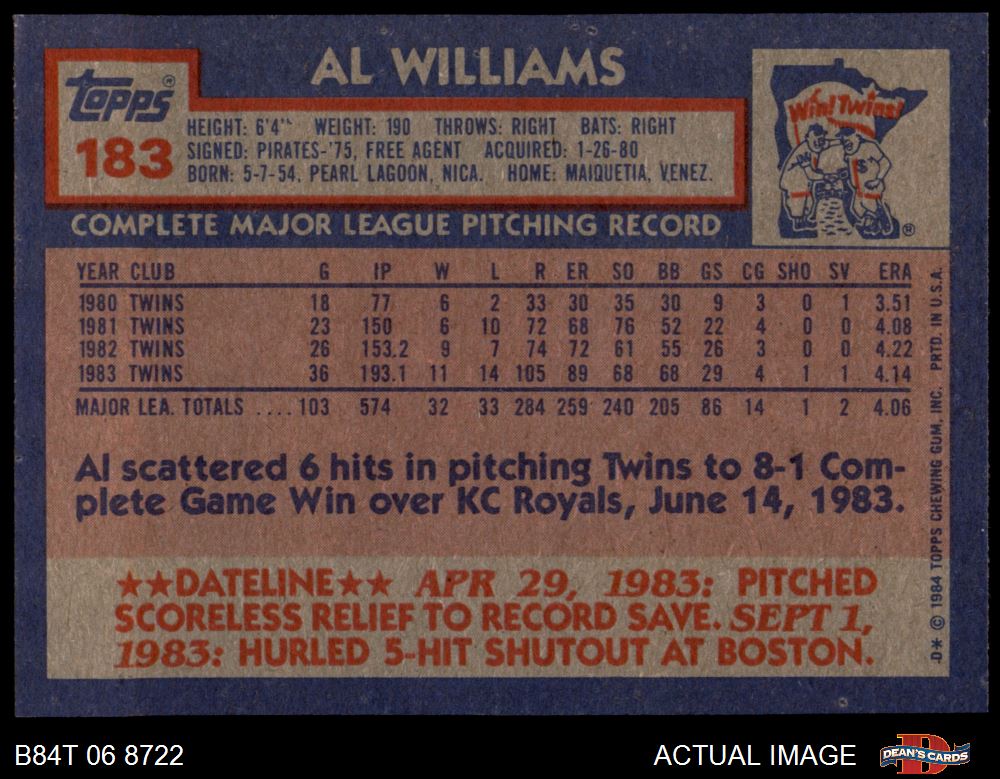 AL WILLIAMS
topps®
183
HEIGHT: 6'4" WEIGHT: 190 THROWS: RIGHT BATS: RIGHT
SIGNED: PIRATES-'75, FREE AGENT ACQUIRED: 1-26-80
BORN: 5-7-54, PEARL LAGOON, NICA. HOME: MAIQUETIA, VENEZ.
Win! Twins!
®
COMPLETE MAJOR LEAGUE PITCHING RECORD
YEAR CLUB G IP W L R ER SO BB GS CG SHO SV ERA
1980 TWINS 18 77 6 2 33 30 35 30 9 3 0 1 3.51
1981 TWINS 23 150 6 10 72 68 76 52 22 4 0 0 4.08
1982 TWINS 26 153.2 9 7 74 72 61 55 26 3 0 0 4.22
1983 TWINS 36 193.1 11 14 105 89 68 68 29 4 1 1 4.14
MAJOR LEA. TOTALS .... 103 574 32 33 284 259 240 205 86 14 1 2 4.06
Al scattered 6 hits in pitching Twins to 8-1 Com-
plete Game Win over KC Royals, June 14, 1983.
★★DATELINE★★ APR 29, 1983: PITCHED
SCORELESS RELIEF TO RECORD SAVE. SEPT 1,
1983: HURLED 5-HIT SHUTOUT AT BOSTON.
D* © 1984 TOPPS CHEWING GUM, INC. PRTD. IN U.S.A.
B84T 06 8722
ACTUAL IMAGE
DEAN'S CARDS